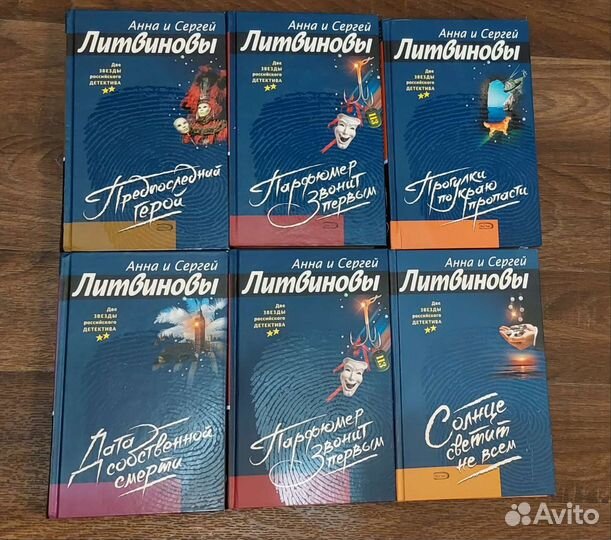 Анна и Сергей
Литвиновы
Две
ЗВЕЗДЫ
российского
ДЕТЕКТИВА
Предпоследний
герой
Анна и Сергей
Литвиновы
Две
ЗВЕЗДЫ
российского
ДЕТЕКТИВА
Парфюмер
Звонит
первым
Анна и Сергей
Литвиновы
Две
ЗВЕЗДЫ
российского
ДЕТЕКТИВА
Прогулки
по краю
пропасти
Анна и Сергей
Литвиновы
Две
ЗВЕЗДЫ
российского
ДЕТЕКТИВА
Дата
собственной
смерти
Анна и Сергей
Литвиновы
Две
ЗВЕЗДЫ
российского
ДЕТЕКТИВА
Парфюмер
Звонит
первым
Анна и Сергей
Литвиновы
Две
ЗВЕЗДЫ
российского
ДЕТЕКТИВА
Солнце
светит
не всем
Avito